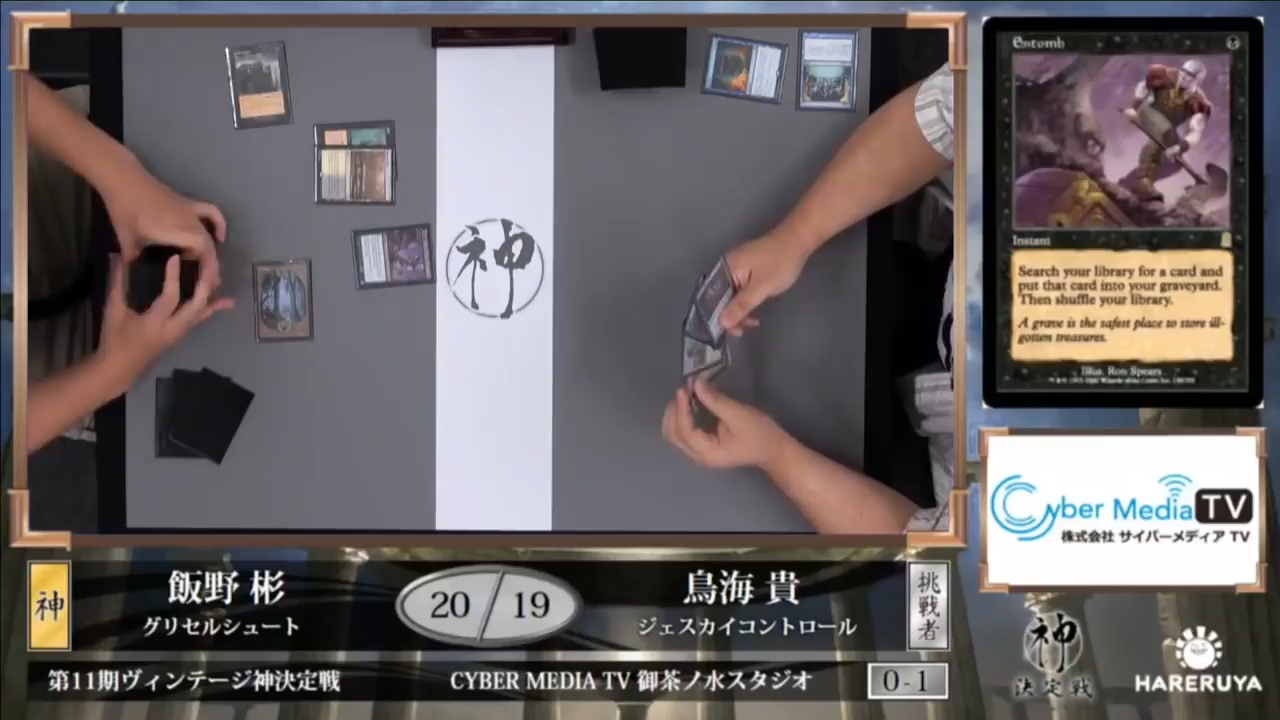 Entomb
Instant
Search your library for a card and
put that card into your graveyard.
Then shuffle your library.
A grave is the safest place to store ill-
gotten treasures.
Illus. Ron Spears
神
Cyber Media TV
株式会社 サイバーメディア TV
神
飯野 彬
グリセルシュート
20 / 19
鳥海 貴
ジェスカイコントロール
挑戦者
第11期ヴィンテージ神決定戦
CYBER MEDIA TV 御茶ノ水スタジオ
0-1
神
決定戦
HARERUYA